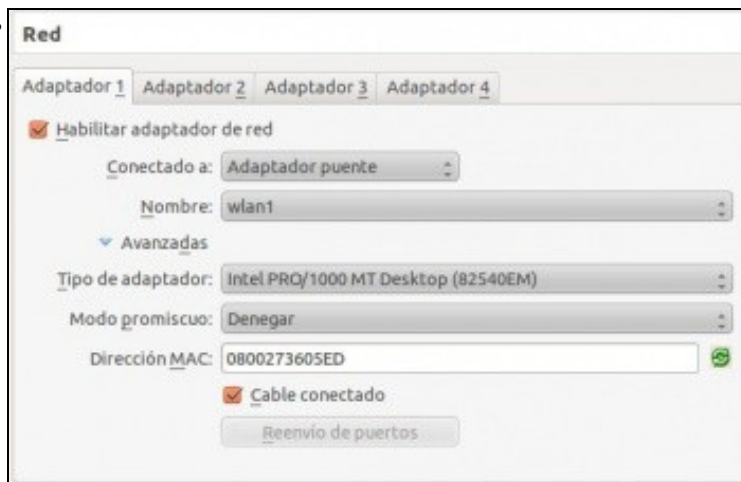 Red
Adaptador 1 Adaptador 2 Adaptador 3 Adaptador 4
Habilitar adaptador de red
Conectado a: Adaptador puente
Nombre: wlan1
Avanzadas
Tipo de adaptador: Intel PRO/1000 MT Desktop (82540EM)
Modo promiscuo: Denegar
Dirección MAC: 0800273605ED
Cable conectado
Reenvío de puertos